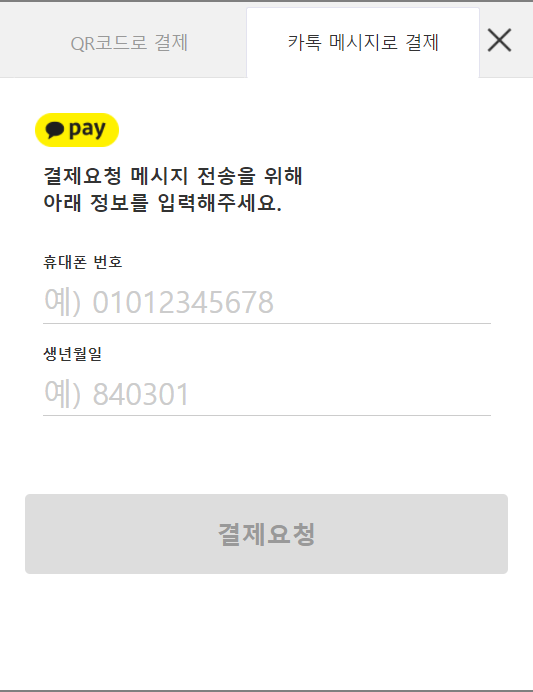 QR코드로 결제
카톡 메시지로 결제
pay
결제요청 메시지 전송을 위해
아래 정보를 입력해주세요.
휴대폰 번호
예) 01012345678
생년월일
예) 840301
결제요청